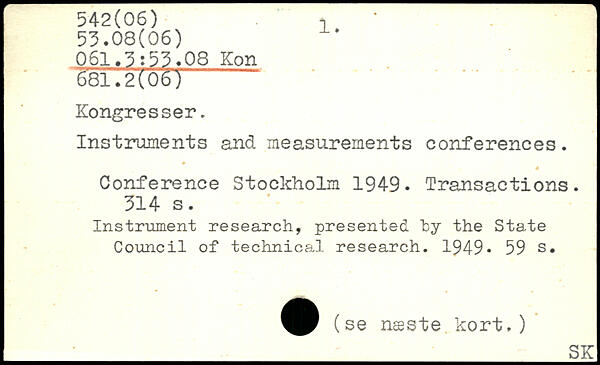 542(06)
1.
53.08(06)
061.3:53.08 Kon
681.2(06)
Kongresser.
Instruments and measurements conferences.
Conference Stockholm 1949. Transactions.
314 s.
Instrument research, presented by the State
Council of technical research. 1949. 59 s.
(se næste kort.)
SK